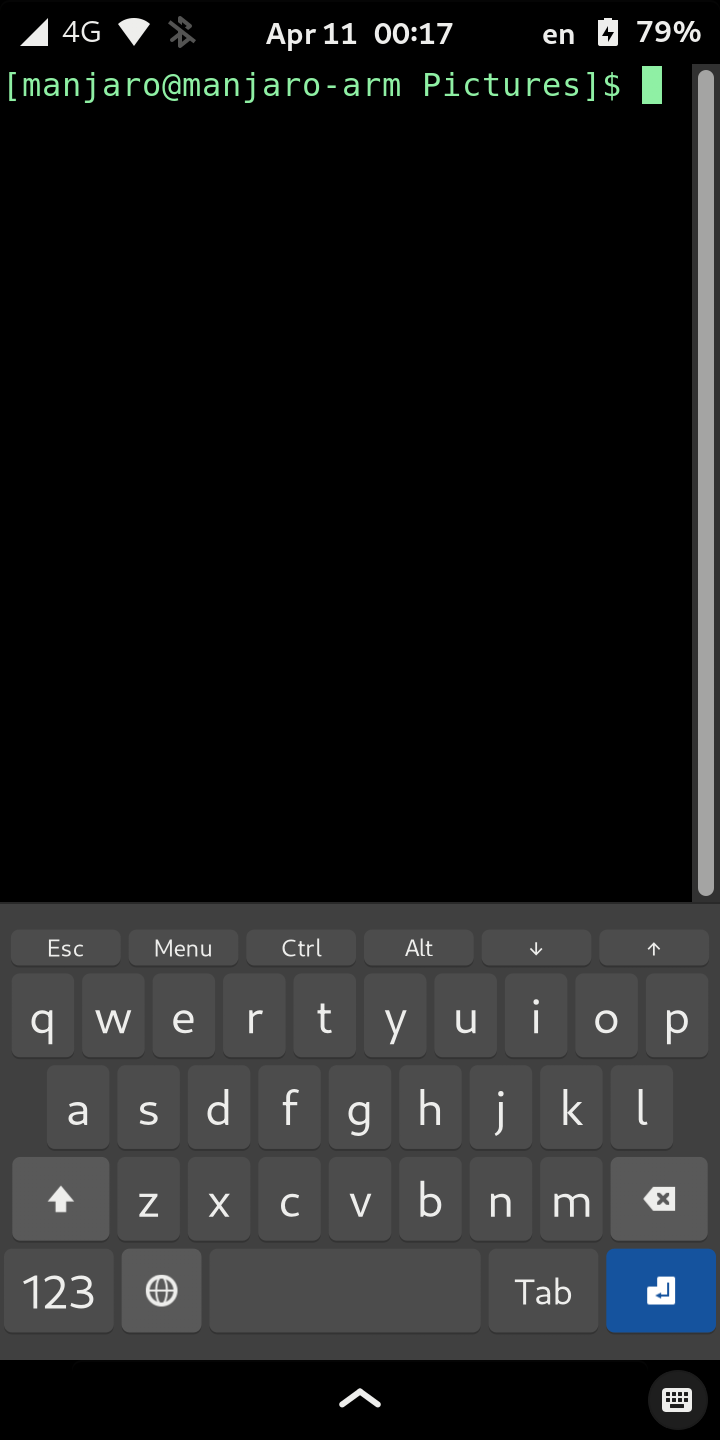 4G Apr 11 00:17 en 79%
[manjaro@manjaro-arm Pictures]$
Esc Menu Ctrl Alt ↓ ↑
q w e r t y u i o p
a s d f g h j k l
z x c v b n m
123 Tab